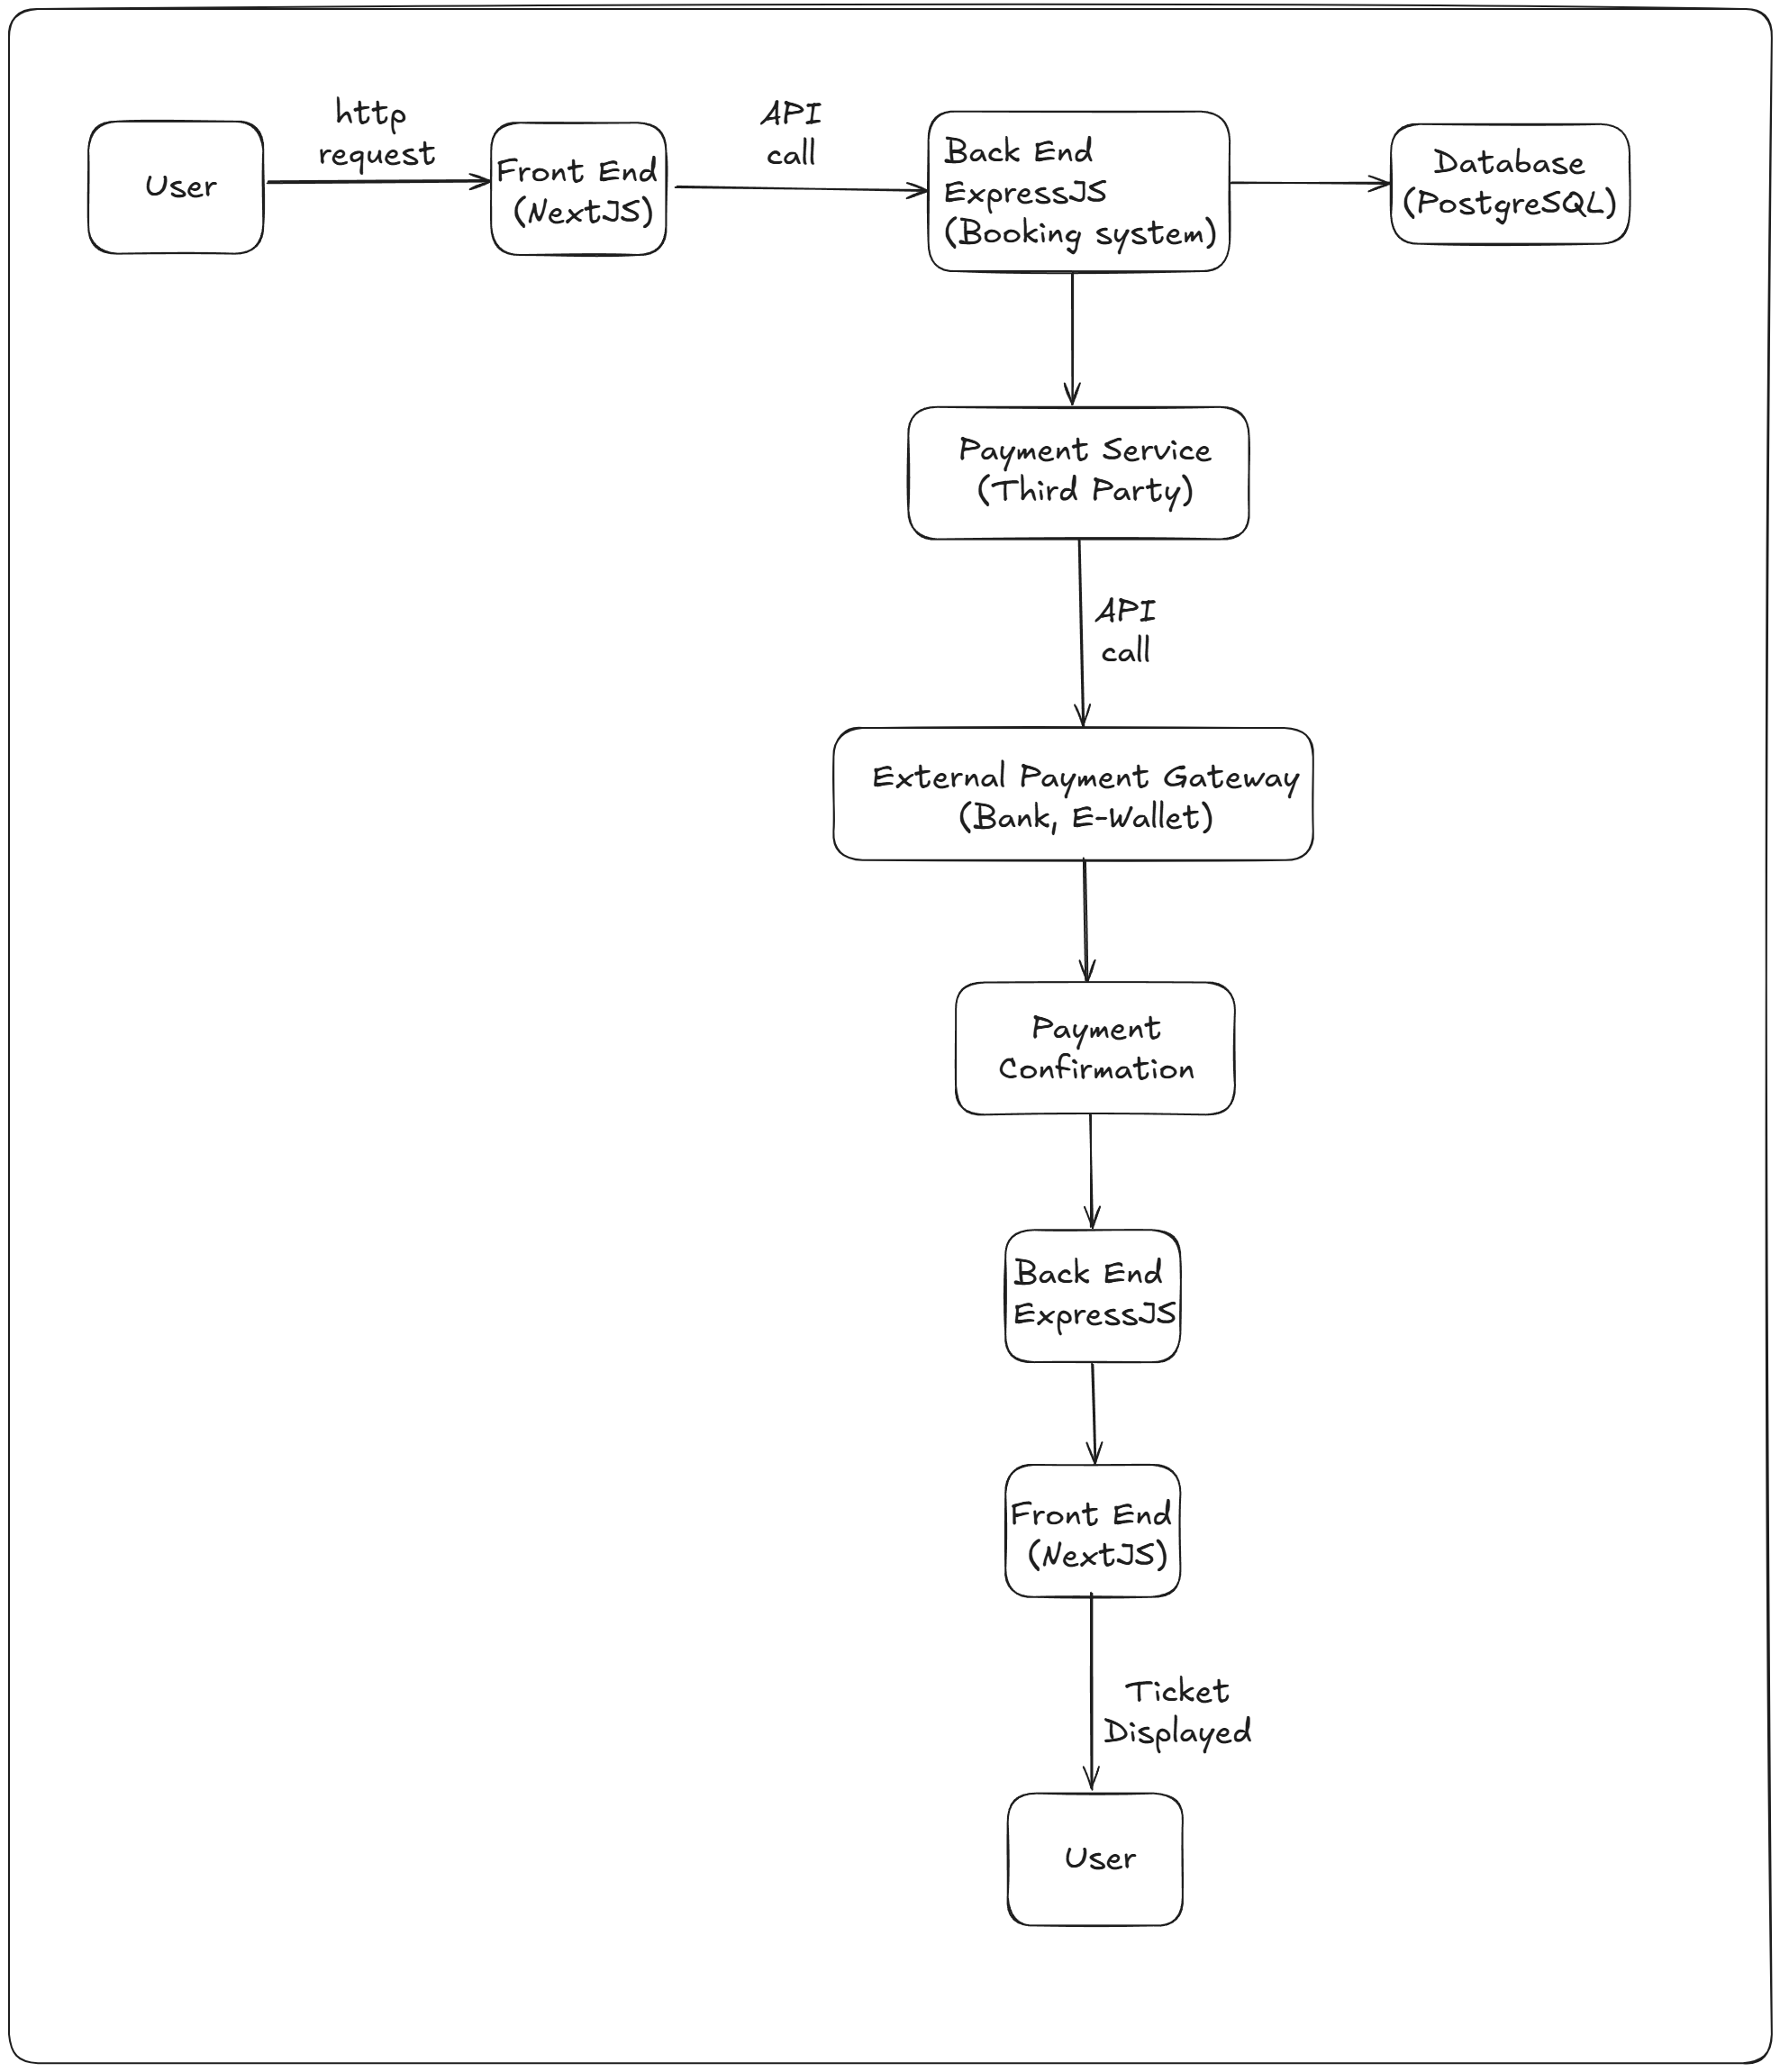 User
http
request
Front End
(NextJS)
API
call
Back End
ExpressJS
(Booking system)
Database
(PostgreSQL)
Payment Service
(Third Party)
API
call
External Payment Gateway
(Bank, E-Wallet)
Payment
Confirmation
Back End
ExpressJS
Front End
(NextJS)
Ticket
Displayed
User